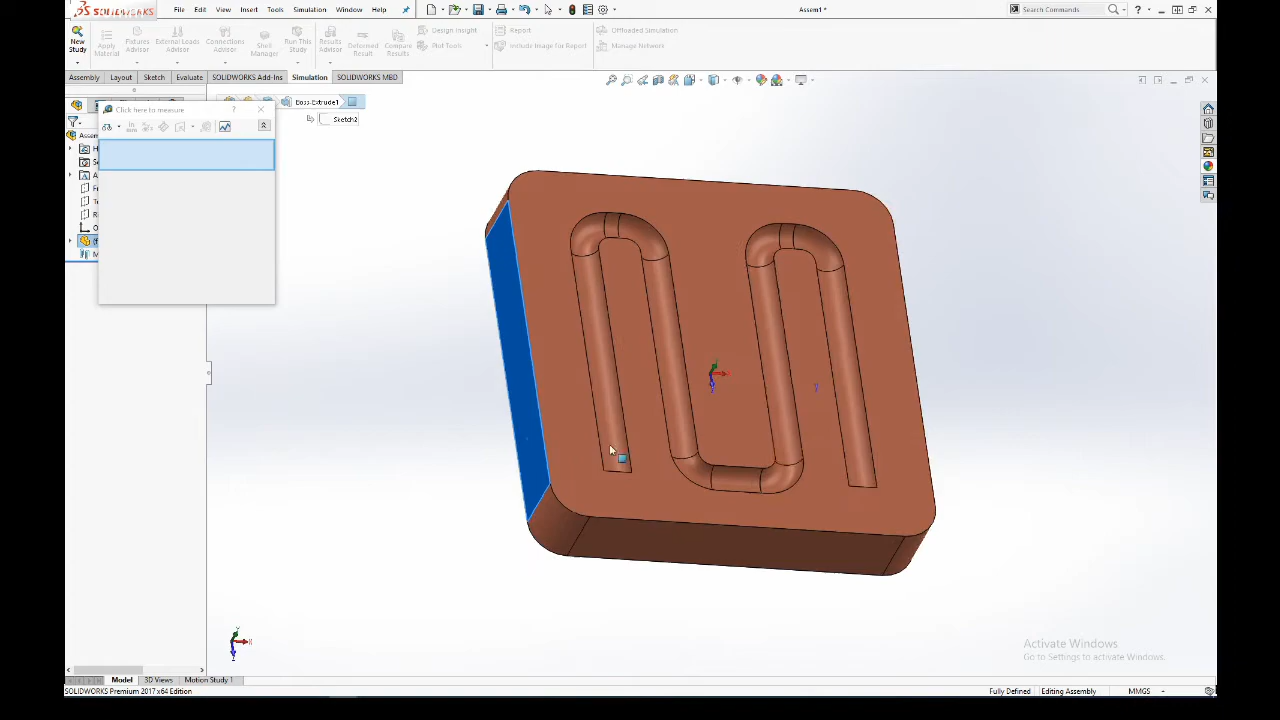 SOLIDWORKS
File Edit View Insert Tools Simulation Window Help
Assem1 *
Search Commands
New Study
Apply Material
Fixtures Advisor
External Loads Advisor
Connections Advisor
Shell Manager
Run This Study
Results Advisor
Deformed Result
Compare Results
Design Insight
Plot Tools
Report
Include Image for Report
Offloaded Simulation
Manage Network
Assembly Layout Sketch Evaluate SOLIDWORKS Add-Ins Simulation SOLIDWORKS MBD
Boss-Extrude1
Click here to measure
Sketch2
Activate Windows
Go to Settings to activate Windows.
Model 3D Views Motion Study 1
SOLIDWORKS Premium 2017 x64 Edition
Fully Defined Editing Assembly MMGS